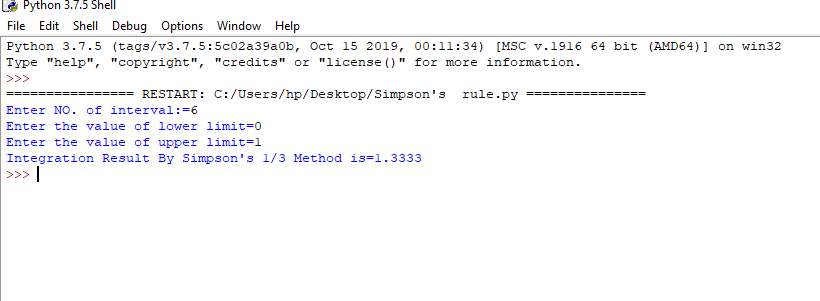 Python 3.7.5 Shell
File Edit Shell Debug Options Window Help
Python 3.7.5 (tags/v3.7.5:5c02a39a0b, Oct 15 2019, 00:11:34) [MSC v.1916 64 bit (AMD64)] on win32
Type "help", "copyright", "credits" or "license()" for more information.
>>>
================ RESTART: C:/Users/hp/Desktop/Simpson's  rule.py ===============
Enter NO. of interval:=6
Enter the value of lower limit=0
Enter the value of upper limit=1
Integration Result By Simpson's 1/3 Method is=1.3333
>>>